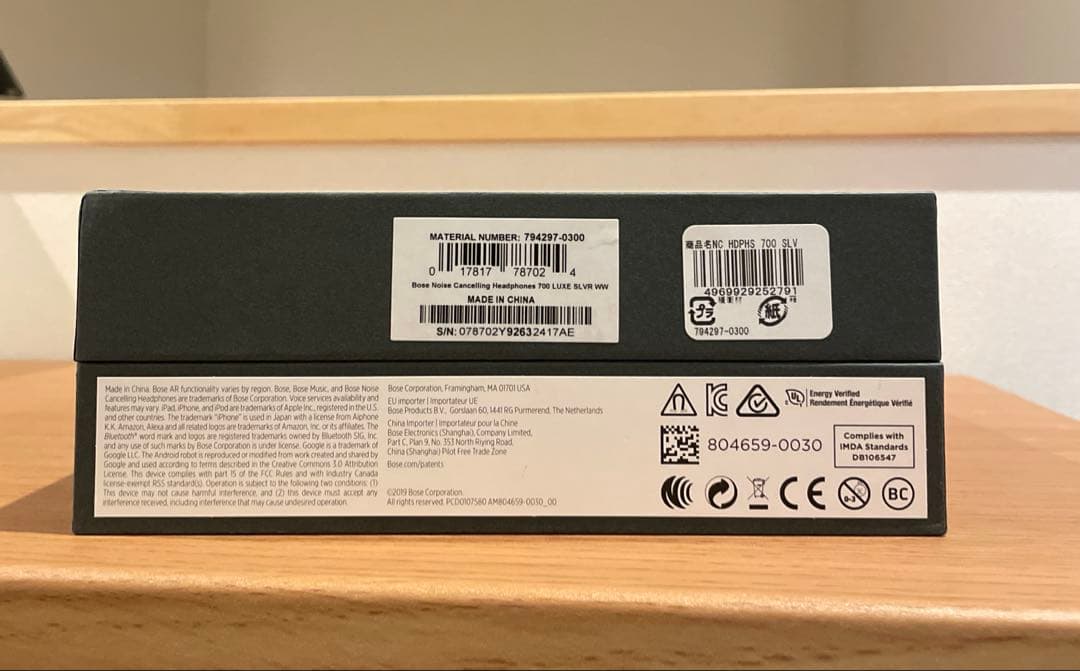 MATERIAL NUMBER: 794297-0300
0 17817 78702 4
Bose Noise Cancelling Headphones 700 LUXE SLVR WW
MADE IN CHINA
S/N: 078702Y92632417AE
商品名NC HDPHS 700 SLV
4969929252791
プラ
紙
794297-0300
Made in China. Bose AR functionality varies by region. Bose, Bose Music, and Bose Noise
Cancelling Headphones are trademarks of Bose Corporation. Voice services availability and
features may vary. iPad, iPhone, and iPod are trademarks of Apple Inc., registered in the U.S.
and other countries. The trademark "iPhone" is used in Japan with a license from Aiphone
K.K. Amazon, Alexa and all related logos are trademarks of Amazon, Inc. or its affiliates. The
Bluetooth® word mark and logos are registered trademarks owned by Bluetooth SIG, Inc.
and any use of such marks by Bose Corporation is under license. Google is a trademark of
Google LLC. The Android robot is reproduced or modified from work created and shared by
Google and used according to terms described in the Creative Commons 3.0 Attribution
License. This device complies with part 15 of the FCC Rules and with Industry Canada
license-exempt RSS standard(s). Operation is subject to the following two conditions: (1)
This device may not cause harmful interference, and (2) this device must accept any
interference received, including interference that may cause undesired operation.
Bose Corporation, Framingham, MA 01701 USA
EU importer | Importateur UE
Bose Products B.V., Gorslaan 60, 1441 RG Purmerend, The Netherlands
China Importer | Importateur pour la Chine
Bose Electronics (Shanghai), Company Limited,
Part C, Plan 9, No. 353 North Riying Road,
China (Shanghai) Pilot Free Trade Zone
Bose.com/patents
©2019 Bose Corporation.
All rights reserved. PCD0107580 AM804659-0030_00
UL
Energy Verified
Rendement Énergétique Vérifié
804659-0030
Complies with
IMDA Standards
DB106547
CE
0-3
BC